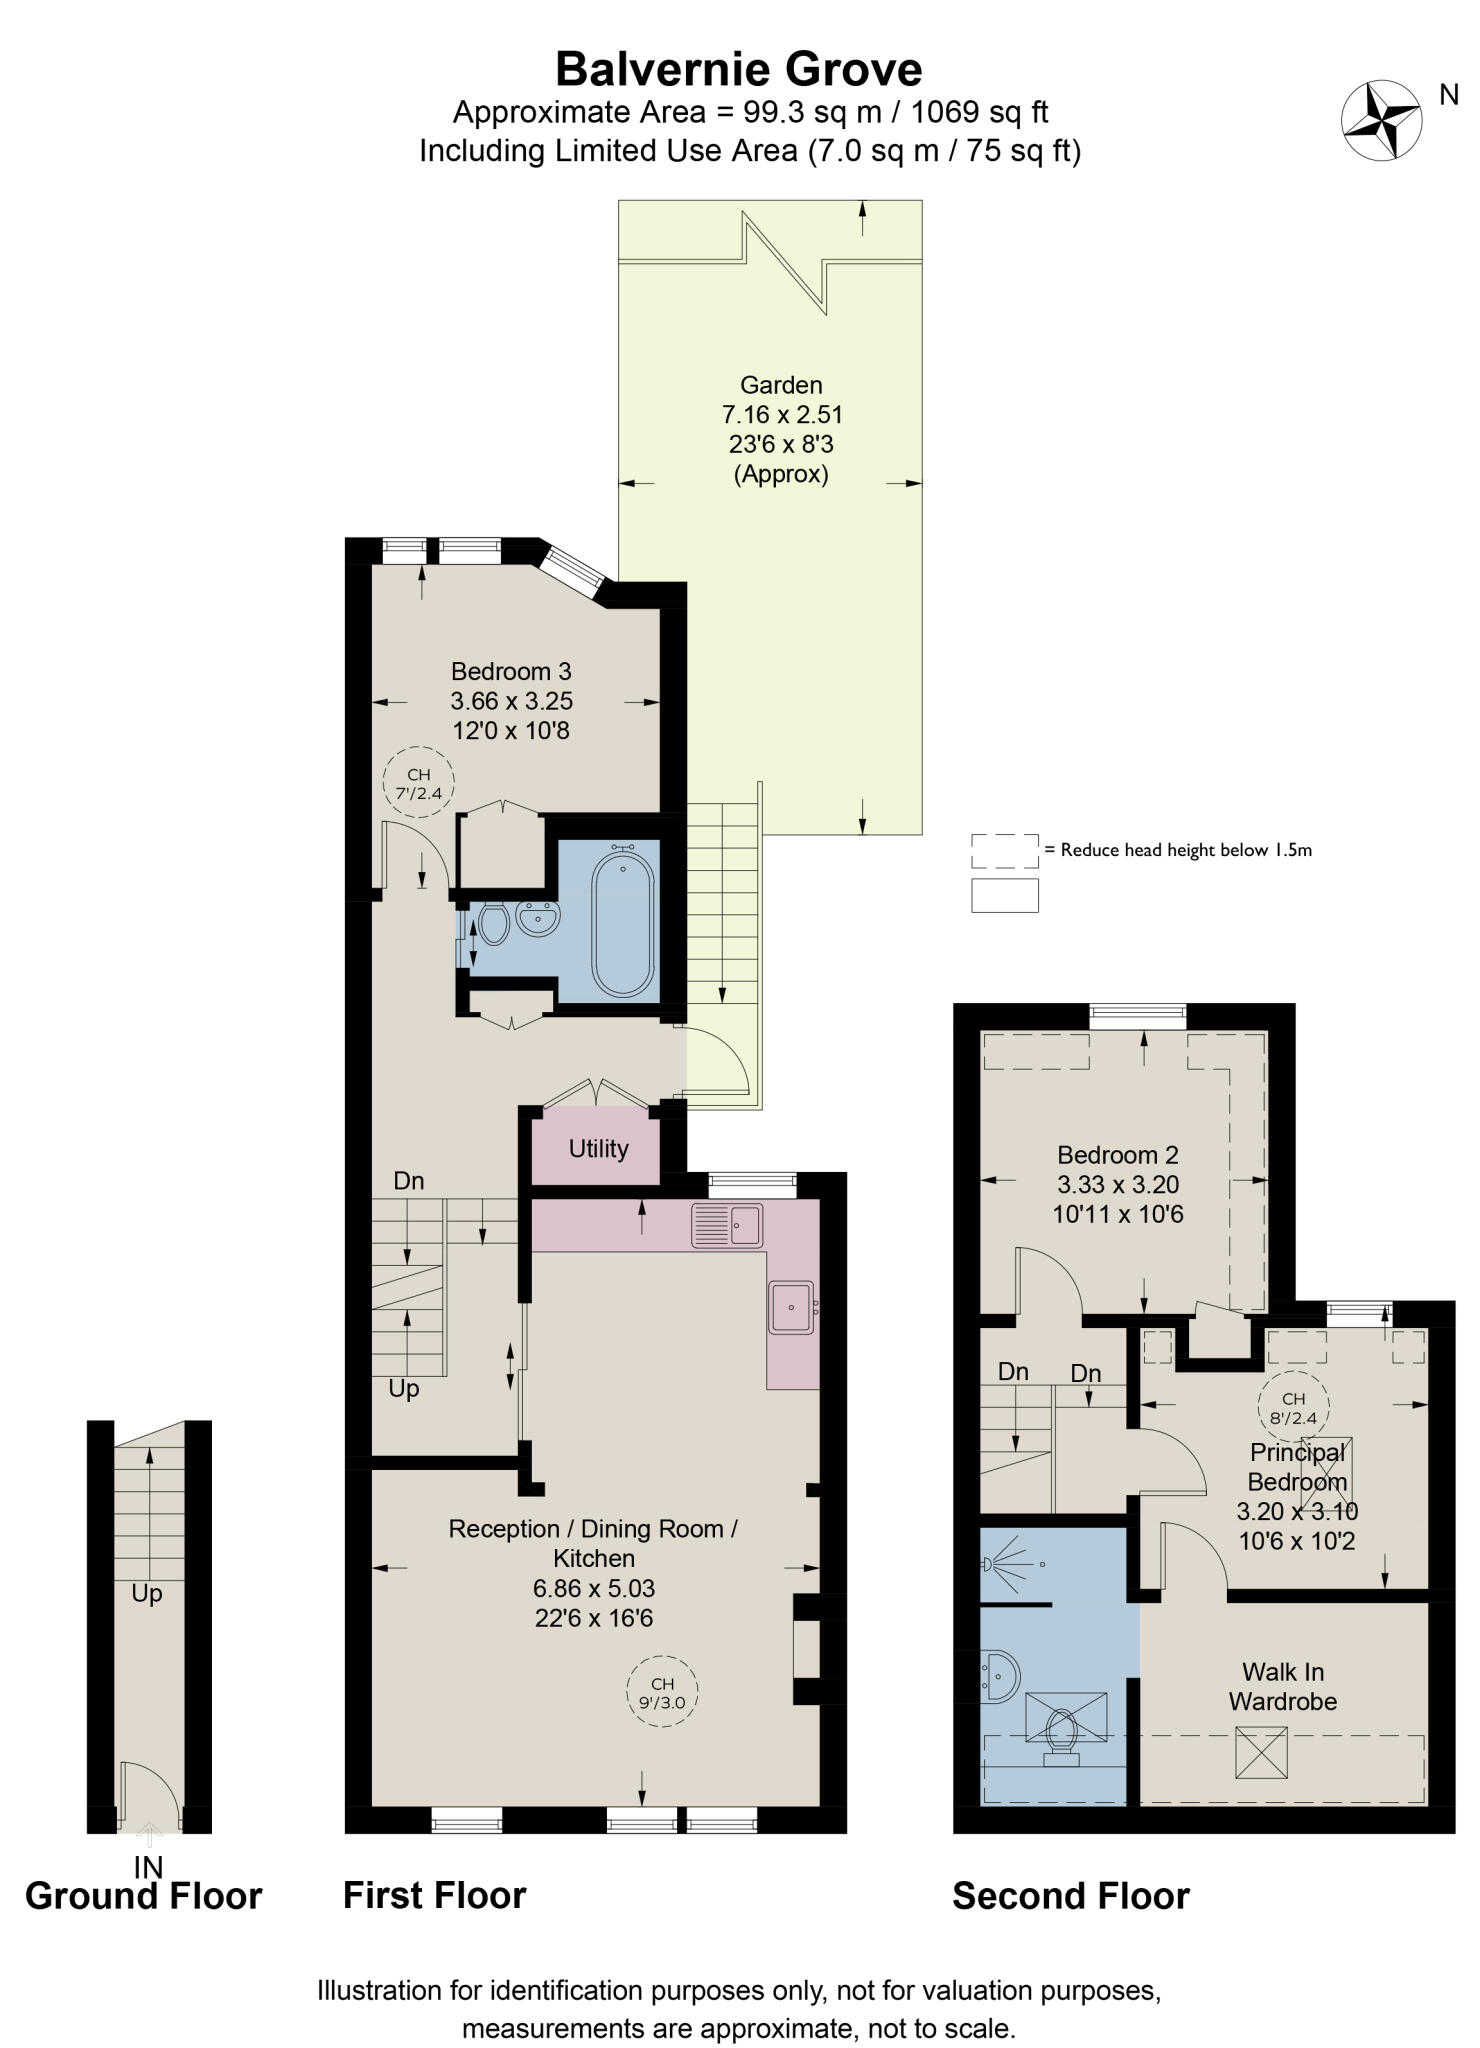 Balvernie Grove
Approximate Area = 99.3 sq m / 1069 sq ft
Including Limited Use Area (7.0 sq m / 75 sq ft)
N
Garden
7.16 x 2.51
23'6 x 8'3
(Approx)
Bedroom 3
3.66 x 3.25
12'0 x 10'8
CH
7'/2.4
= Reduce head height below 1.5m
Utility
Dn
Up
Reception / Dining Room /
Kitchen
6.86 x 5.03
22'6 x 16'6
CH
9'/3.0
Bedroom 2
3.33 x 3.20
10'11 x 10'6
Dn
Dn
CH
8'/2.4
Principal
Bedroom
3.20 x 3.10
10'6 x 10'2
Walk In
Wardrobe
Up
IN
Ground Floor
First Floor
Second Floor
Illustration for identification purposes only, not for valuation purposes,
measurements are approximate, not to scale.